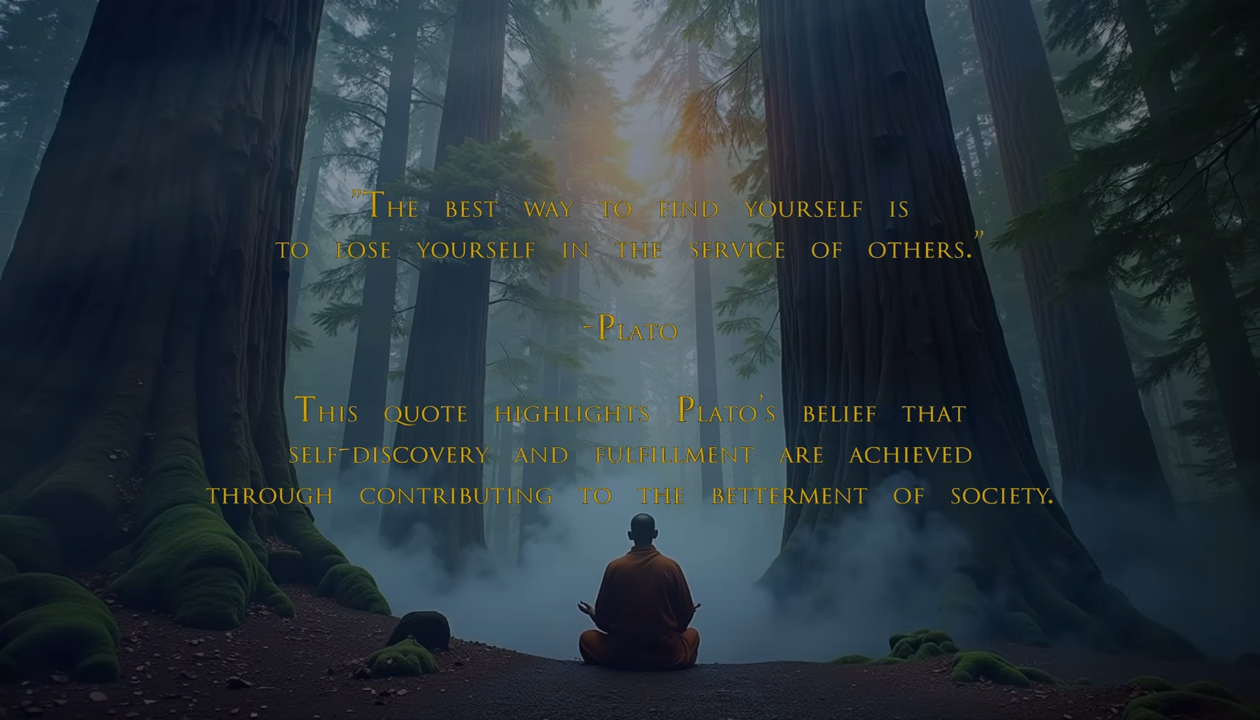 "The best way to find yourself is
to lose yourself in the service of others."
-Plato
This quote highlights Plato's belief that
self-discovery and fulfillment are achieved
through contributing to the betterment of society.